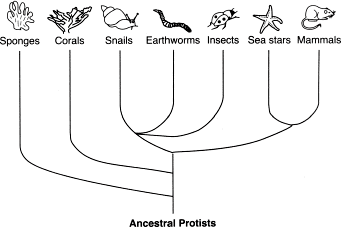 Sponges Corals Snails Earthworms Insects Sea stars Mammals
Ancestral Protists